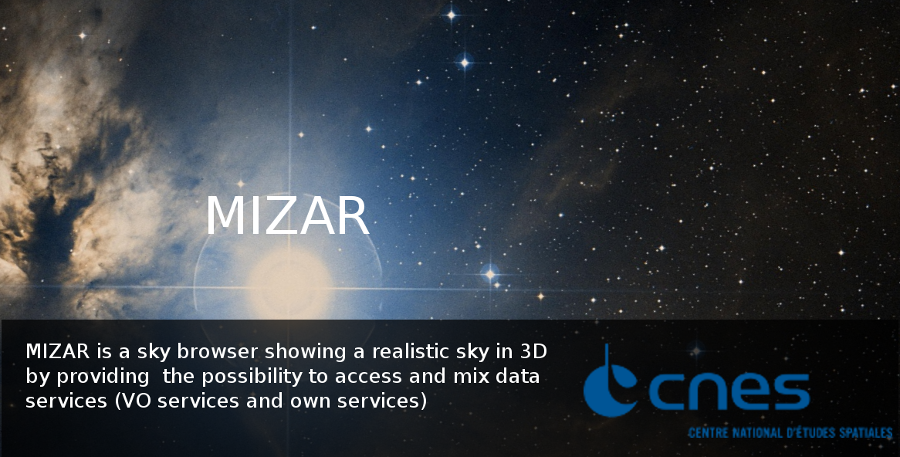 MIZAR
MIZAR is a sky browser showing a realistic sky in 3D
by providing  the possibility to access and mix data
services (VO services and own services)
cnes
CENTRE NATIONAL D'ÉTUDES SPATIALES